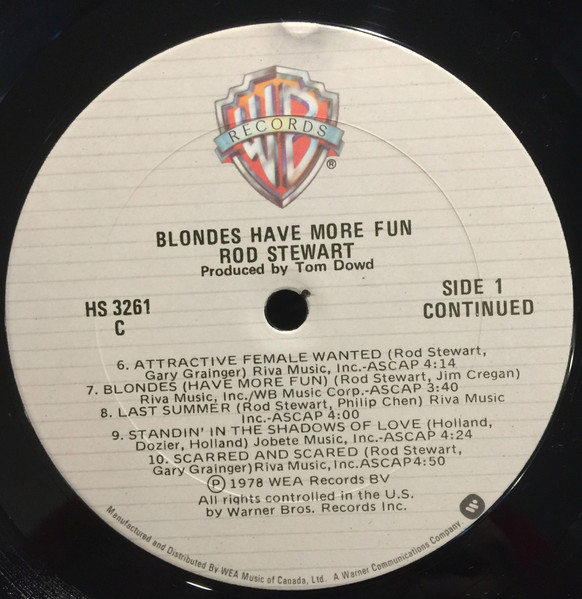 WB
RECORDS
®
BLONDES HAVE MORE FUN
ROD STEWART
Produced by Tom Dowd
HS 3261
C
SIDE 1
CONTINUED
6. ATTRACTIVE FEMALE WANTED (Rod Stewart,
Gary Grainger) Riva Music, Inc.-ASCAP 4:14
7. BLONDES (HAVE MORE FUN) (Rod Stewart, Jim Cregan)
Riva Music, Inc./WB Music Corp.-ASCAP 3:40
8. LAST SUMMER (Rod Stewart, Philip Chen) Riva Music
Inc.-ASCAP 4:00
9. STANDIN' IN THE SHADOWS OF LOVE (Holland,
Dozier, Holland) Jobete Music, Inc.-ASCAP 4:24
10. SCARRED AND SCARED (Rod Stewart,
Gary Grainger) Riva Music, Inc. ASCAP 4:50
℗ 1978 WEA Records BV
All rights controlled in the U.S.
by Warner Bros. Records Inc.
Manufactured and Distributed By WEA Music of Canada, Ltd. A Warner Communications Company.